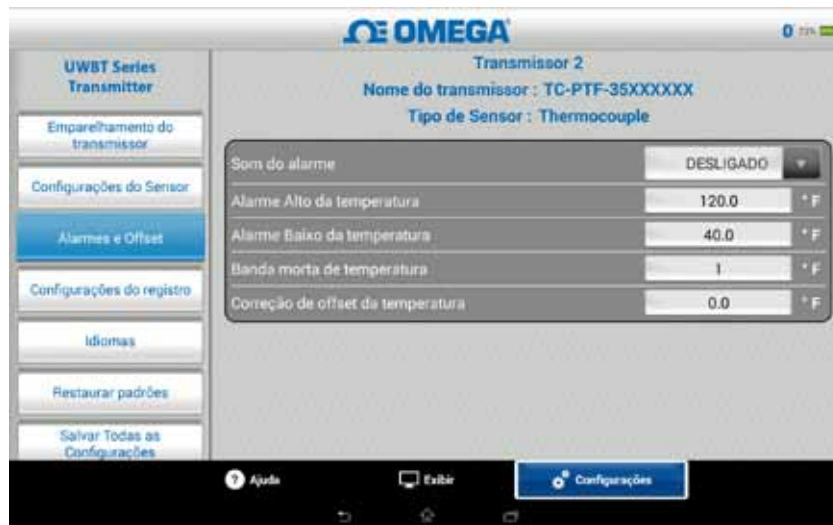 OMEGA
UWBT Series
Transmitter
Transmissor 2
Nome do transmissor : TC-PTF-35XXXXXX
Tipo de Sensor : Thermocouple
Emparelhamento do
transmissor
Configurações do Sensor
Alarmes e Offset
Configurações do registro
Idiomas
Restaurar padrões
Salvar Todas as
Configurações
Som do alarme DESLIGADO
Alarme Alto da temperatura 120.0 ° F
Alarme Baixo da temperatura 40.0 ° F
Banda morta de temperatura 1 ° F
Correção de offset da temperatura 0.0 ° F
? Ajuda
Exibir
Configurações